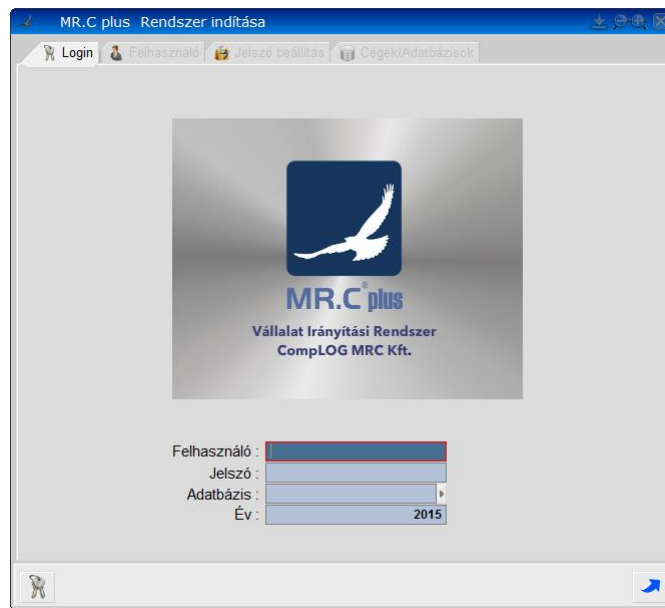 MR.C plus Rendszer indítása
Login Felhasználó Jelszó beállítás Cégek/Adatbázisok
MR.C® plus
Vállalat Irányítási Rendszer
CompLOG MRC Kft.
Felhasználó :
Jelszó :
Adatbázis :
Év : 2015